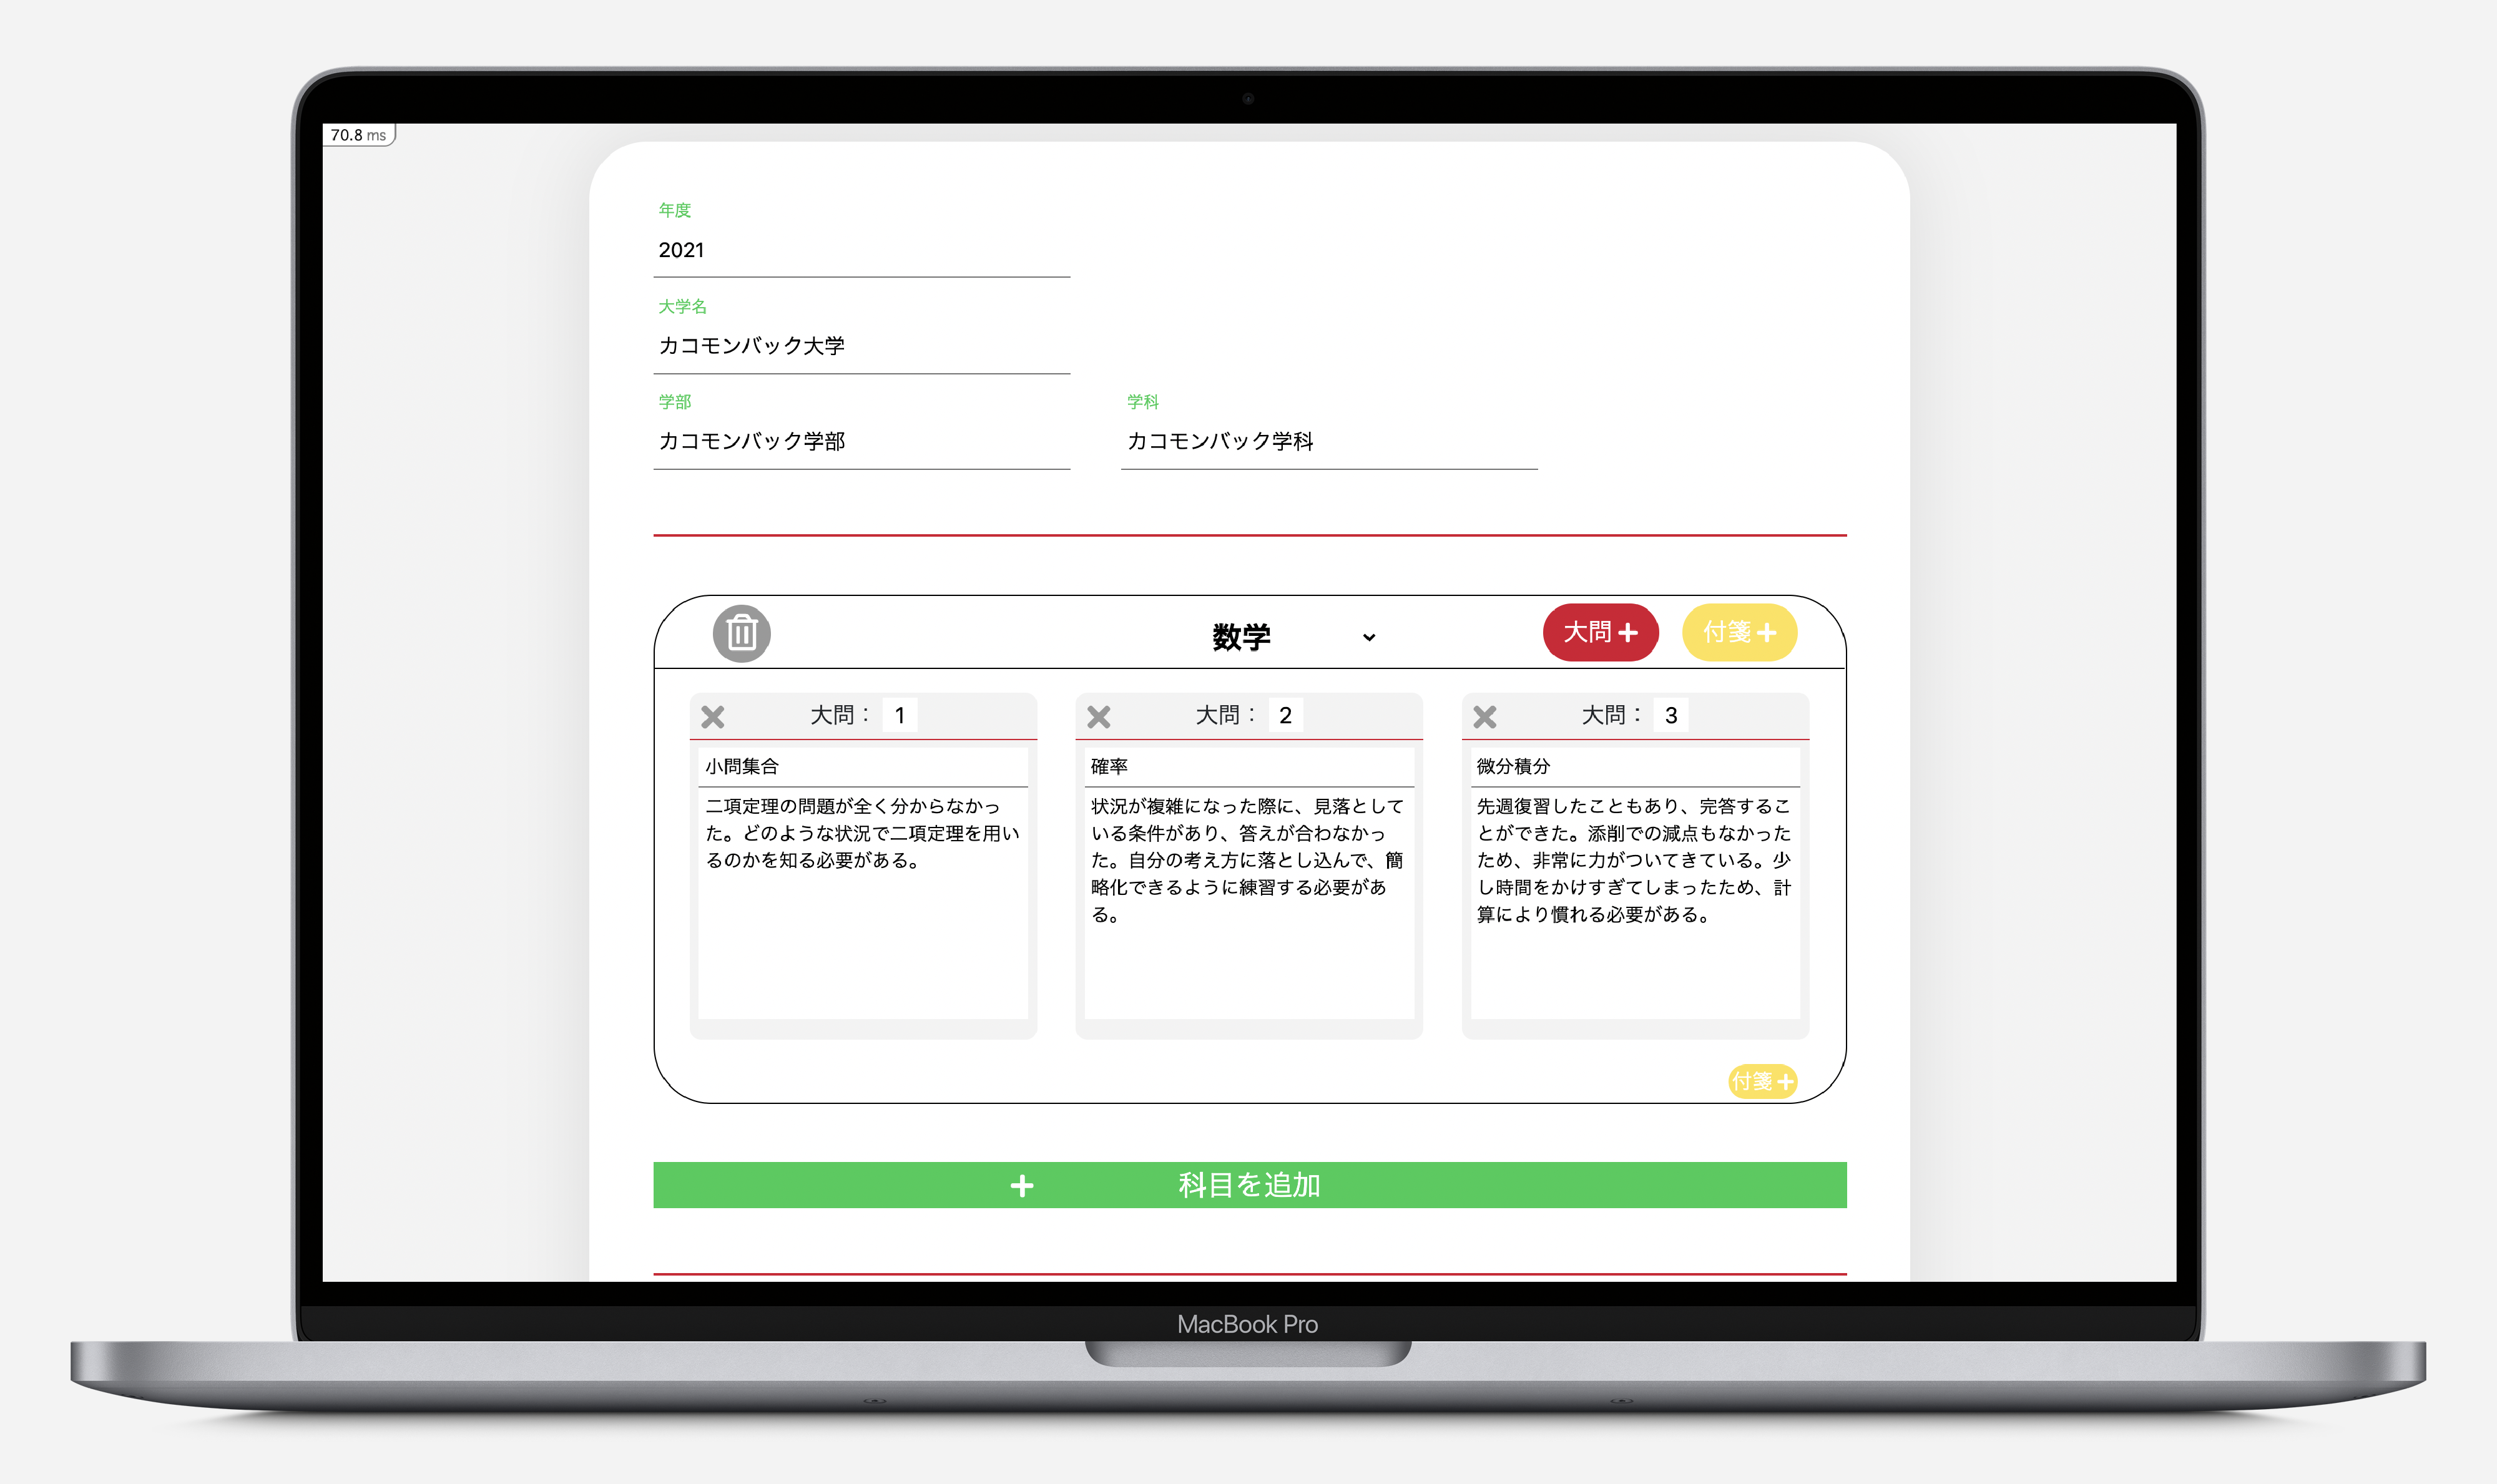 70.8 ms
年度
2021
大学名
カコモンバック大学
学部
カコモンバック学部
学科
カコモンバック学科
数学
大問
付箋
大問： 1
小問集合
二項定理の問題が全く分からなかっ
た。どのような状況で二項定理を用い
るのかを知る必要がある。
大問： 2
確率
状況が複雑になった際に、見落として
いる条件があり、答えが合わなかっ
た。自分の考え方に落とし込んで、簡
略化できるように練習する必要があ
る。
大問： 3
微分積分
先週復習したこともあり、完答するこ
とができた。添削での減点もなかった
ため、非常に力がついてきている。少
し時間をかけすぎてしまったため、計
算により慣れる必要がある。
付箋
科目を追加
MacBook Pro